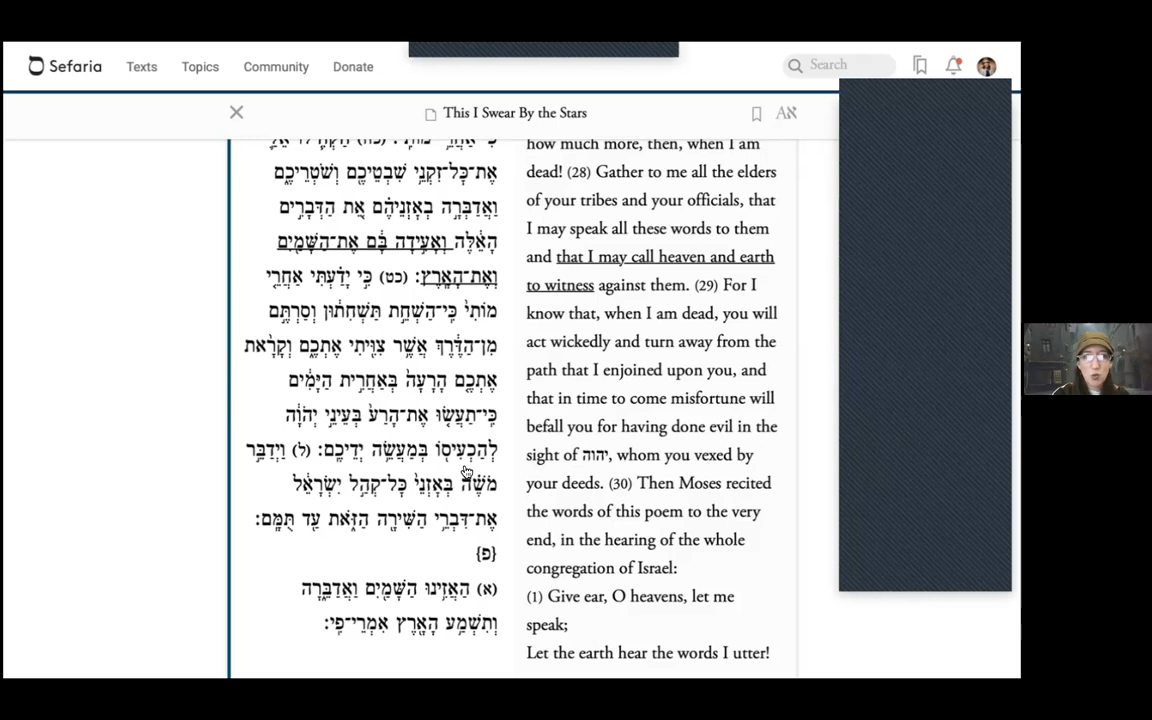 Sefaria Texts Topics Community Donate Search
This I Swear By the Stars Aא
אֶת־כׇּל־זִקְנֵ֥י שִׁבְטֵיכֶ֖ם וְשֹׁטְרֵיכֶ֑ם
וַאֲדַבְּרָ֣ה בְאׇזְנֵיהֶ֗ם אֵ֚ת הַדְּבָרִ֣ים
הָאֵ֔לֶּה וְאָעִ֣ידָה בָּ֔ם אֶת־הַשָּׁמַ֖יִם
וְאֶת־הָאָֽרֶץ׃ (כט) כִּ֣י יָדַ֗עְתִּי אַחֲרֵ֤י
מוֹתִי֙ כִּֽי־הַשְׁחֵ֣ת תַּשְׁחִת֔וּן וְסַרְתֶּ֣ם
מִן־הַדֶּ֔רֶךְ אֲשֶׁ֥ר צִוִּ֖יתִי אֶתְכֶ֑ם וְקָרָ֨את
אֶתְכֶ֤ם הָרָעָה֙ בְּאַחֲרִ֣ית הַיָּמִ֔ים
כִּֽי־תַעֲשׂ֤וּ אֶת־הָרַע֙ בְּעֵינֵ֣י יְהֹוָ֔ה
לְהַכְעִיס֖וֹ בְּמַעֲשֵׂ֥ה יְדֵיכֶֽם׃ (ל) וַיְדַבֵּ֣ר
מֹשֶׁ֗ה בְּאׇזְנֵי֙ כׇּל־קְהַ֣ל יִשְׂרָאֵ֔ל
אֶת־דִּבְרֵ֥י הַשִּׁירָ֖ה הַזֹּ֑את עַ֖ד תֻּמָּֽם׃
{פ}
(א) הַאֲזִ֥ינוּ הַשָּׁמַ֖יִם וַאֲדַבֵּ֑רָה
וְתִשְׁמַ֥ע הָאָ֖רֶץ אִמְרֵי־פִֽי׃
how much more, then, when I am
dead! (28) Gather to me all the elders
of your tribes and your officials, that
I may speak all these words to them
and that I may call heaven and earth
to witness against them. (29) For I
know that, when I am dead, you will
act wickedly and turn away from the
path that I enjoined upon you, and
that in time to come misfortune will
befall you for having done evil in the
sight of יהוה, whom you vexed by
your deeds. (30) Then Moses recited
the words of this poem to the very
end, in the hearing of the whole
congregation of Israel:
(1) Give ear, O heavens, let me
speak;
Let the earth hear the words I utter!